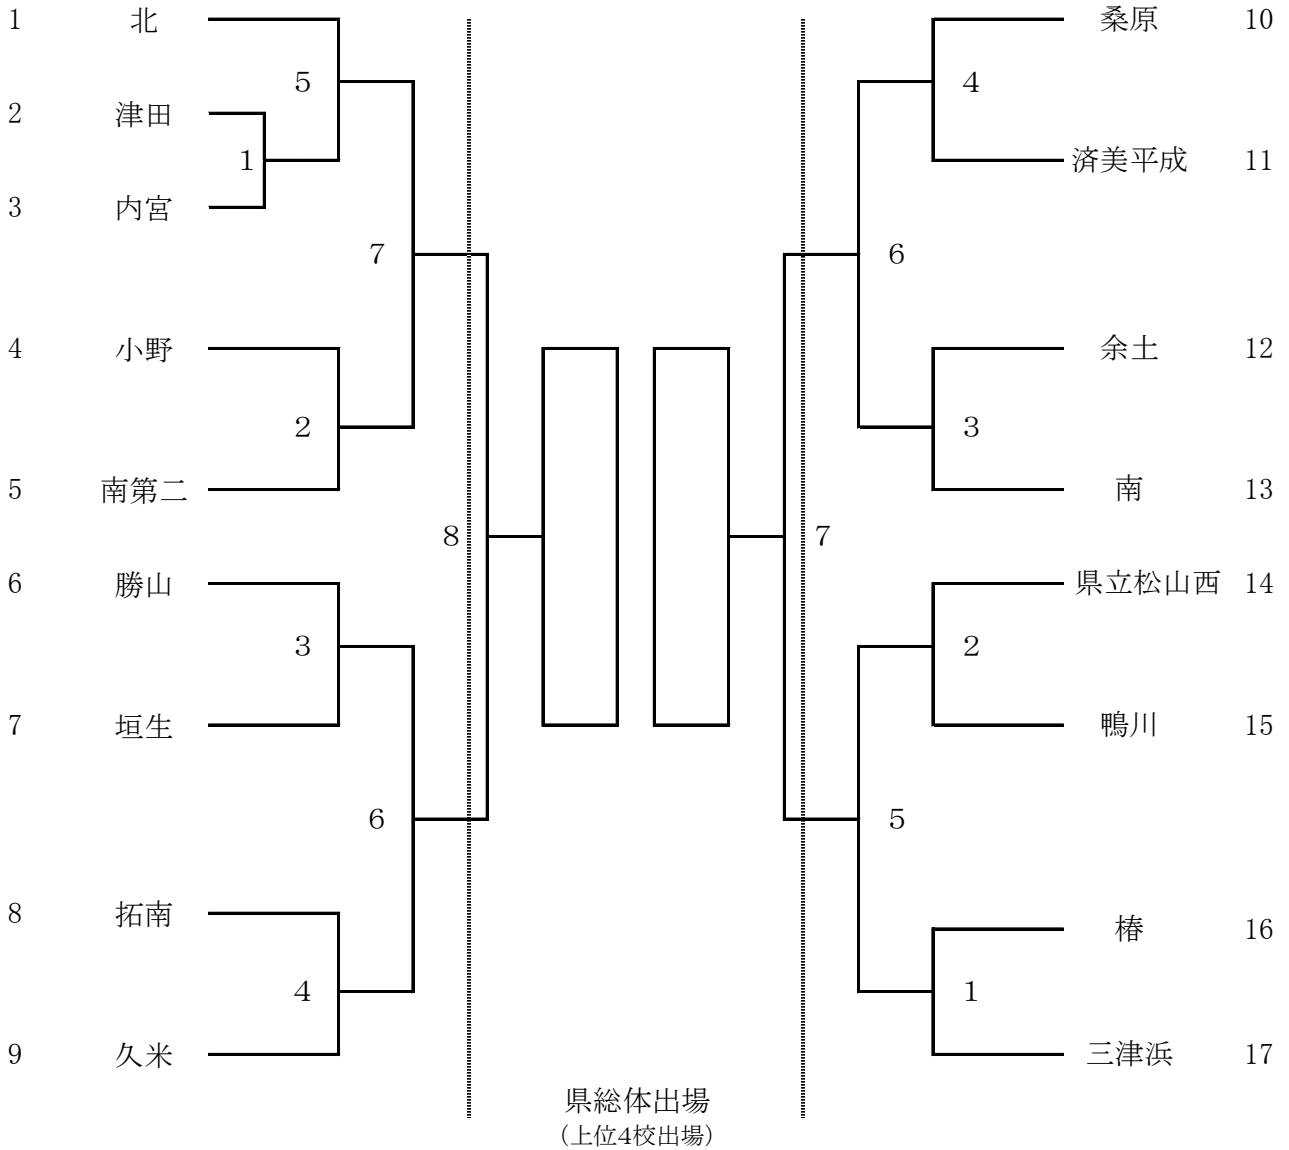 1 北
5
2 津田
1
3 内宮
7
4 小野
2
5 南第二
8
6 勝山
3
7 垣生
6
8 拓南
4
9 久米
桑原 10
4
済美平成 11
6
余土 12
3
南 13
7
県立松山西 14
2
鴨川 15
5
椿 16
1
三津浜 17
県総体出場
(上位4校出場)